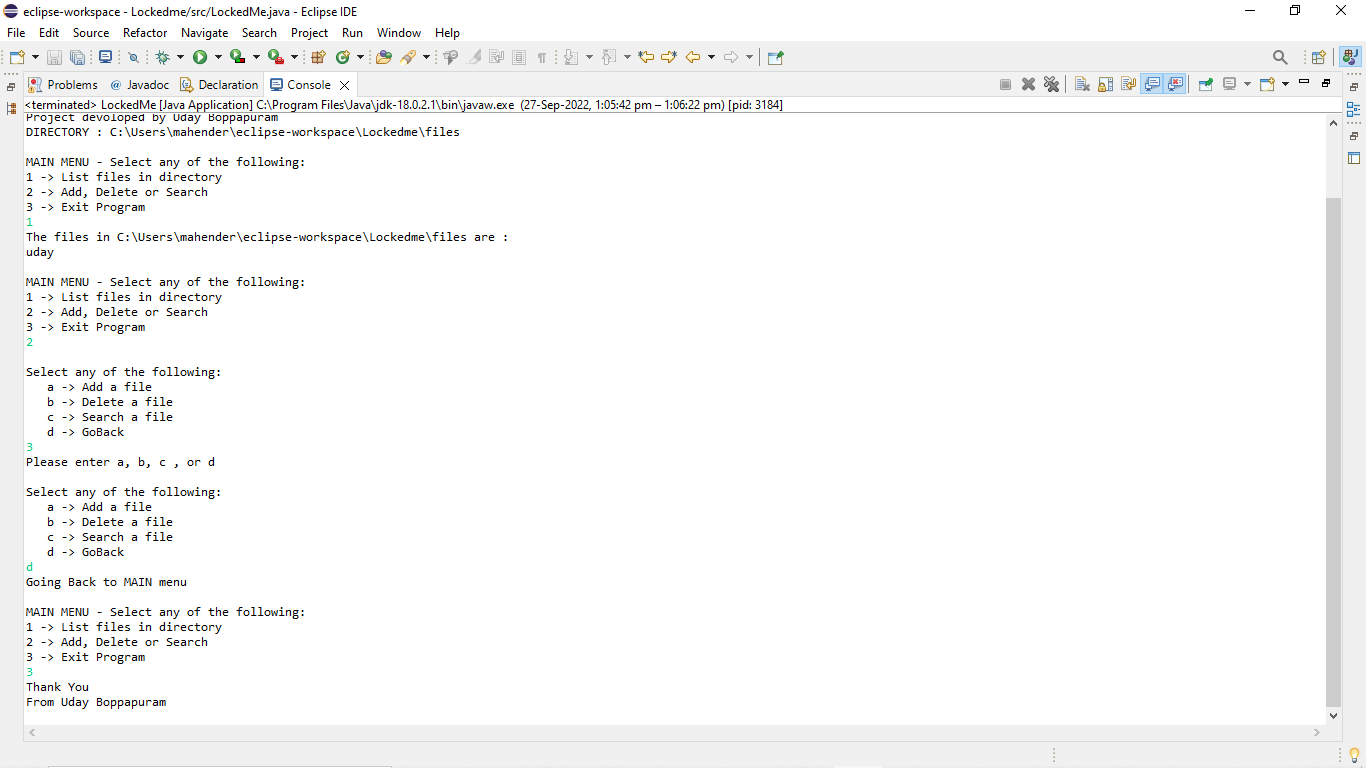 eclipse-workspace - Lockedme/src/LockedMe.java - Eclipse IDE
File Edit Source Refactor Navigate Search Project Run Window Help
Problems @ Javadoc Declaration Console
<terminated> LockedMe [Java Application] C:\Program Files\Java\jdk-18.0.2.1\bin\javaw.exe (27-Sep-2022, 1:05:42 pm – 1:06:22 pm) [pid: 3184]
Project devoloped by Uday Boppapuram
DIRECTORY : C:\Users\mahender\eclipse-workspace\Lockedme\files
MAIN MENU - Select any of the following:
1 -> List files in directory
2 -> Add, Delete or Search
3 -> Exit Program
1
The files in C:\Users\mahender\eclipse-workspace\Lockedme\files are :
uday
MAIN MENU - Select any of the following:
1 -> List files in directory
2 -> Add, Delete or Search
3 -> Exit Program
2
Select any of the following:
a -> Add a file
b -> Delete a file
c -> Search a file
d -> GoBack
3
Please enter a, b, c , or d
Select any of the following:
a -> Add a file
b -> Delete a file
c -> Search a file
d -> GoBack
d
Going Back to MAIN menu
MAIN MENU - Select any of the following:
1 -> List files in directory
2 -> Add, Delete or Search
3 -> Exit Program
3
Thank You
From Uday Boppapuram